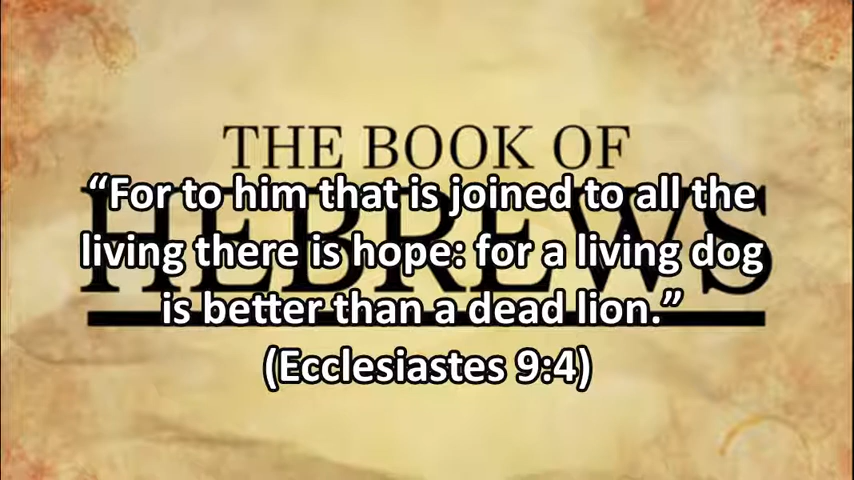 THE BOOK OF
HEBREWS
“For to him that is joined to all the
living there is hope: for a living dog
is better than a dead lion.”
(Ecclesiastes 9:4)